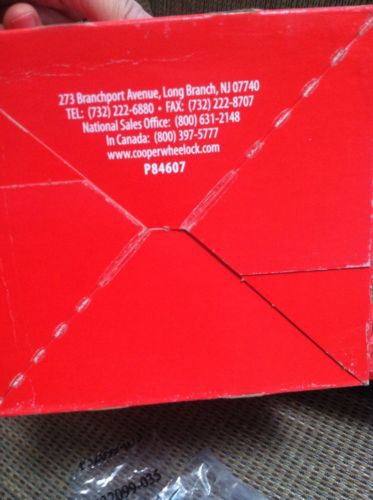 273 Branchport Avenue, Long Branch, NJ 07740
TEL: (732) 222-6880 • FAX: (732) 222-8707
National Sales Office: (800) 631-2148
In Canada: (800) 397-5777
www.cooperwheelock.com
P84607